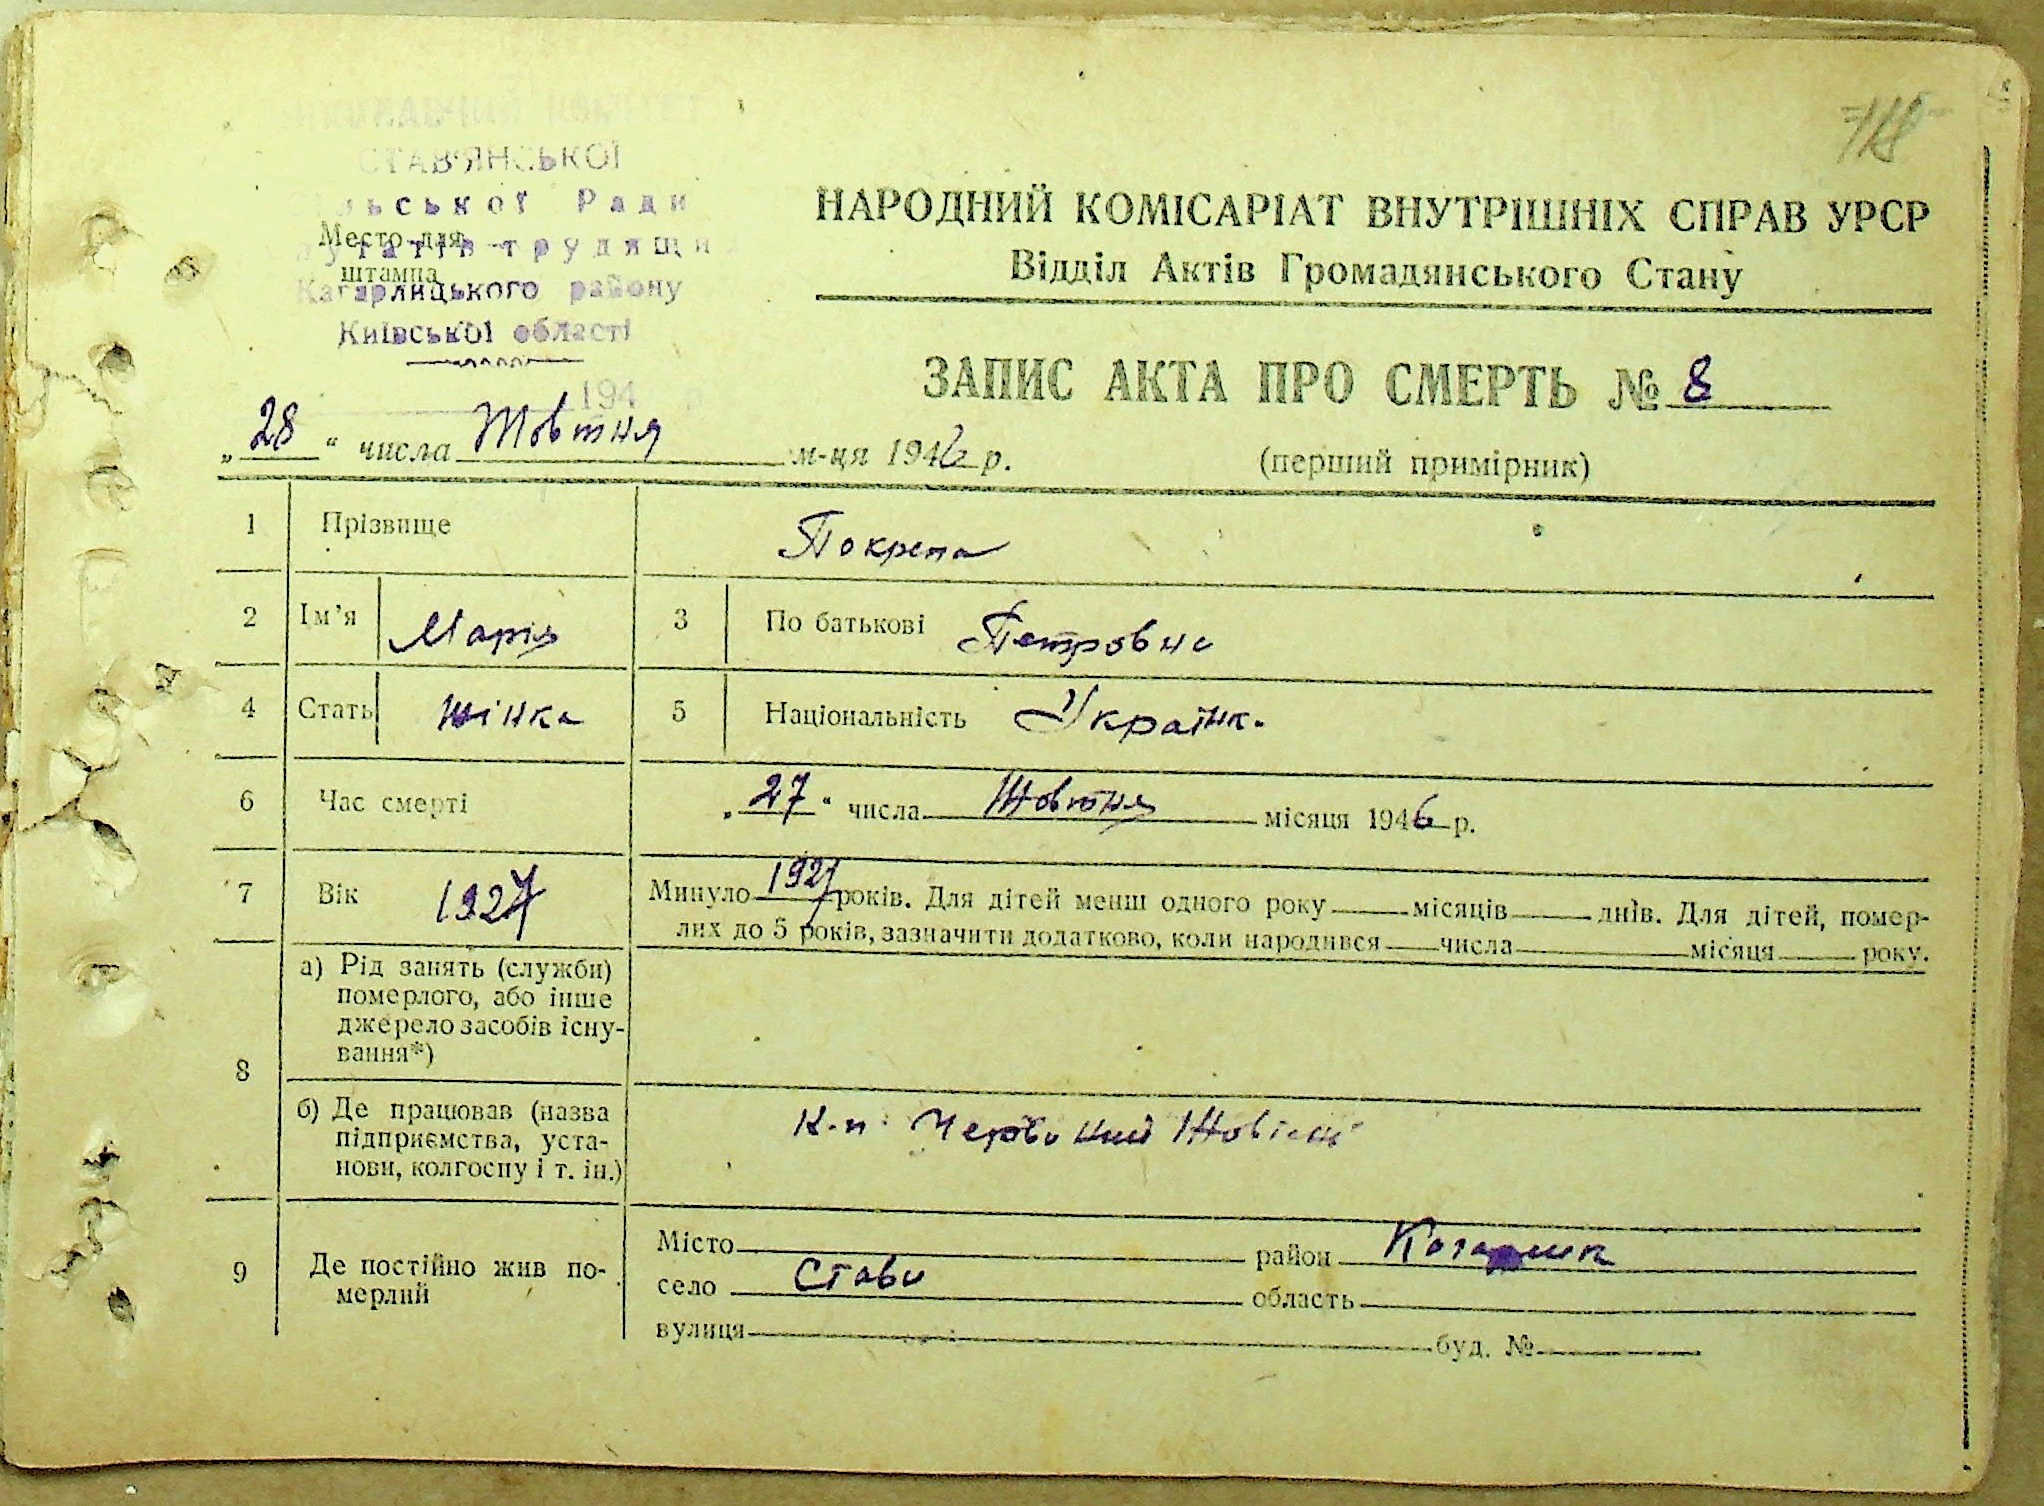 718
СТАВ'ЯНСЬКОЇ
Ради
Место для
штампа
Кагарлицького району
Київської області
194
НАРОДНИЙ КОМІСАРІАТ ВНУТРІШНІХ СПРАВ УРСР
Відділ Актів Громадянського Стану
ЗАПИС АКТА ПРО СМЕРТЬ № 8
„28“ числа Жовтня м-ця 1946 р.
(перший примірник)
1 Прізвище Покрепа
2 Ім’я Марія 3 По батькові Петровна
4 Стать жінка 5 Національність Українк.
6 Час смерті „27“ числа Жовтня місяця 1946 р.
7 Вік 1927 Минуло 1927 років. Для дітей менш одного року місяців днів. Для дітей, помер-
лих до 5 років, зазначити додатково, коли народився числа місяця року.
8 а) Рід занять (служби)
померлого, або інше
джерело засобів існу-
вання*)
б) Де працював (назва
підприємства, уста-
нови, колгоспу і т. ін.)
К-п Червоний Жовтень
9 Де постійно жив по-
мерлий
Місто район Кагарлик
село Стави область
вулиця буд. №